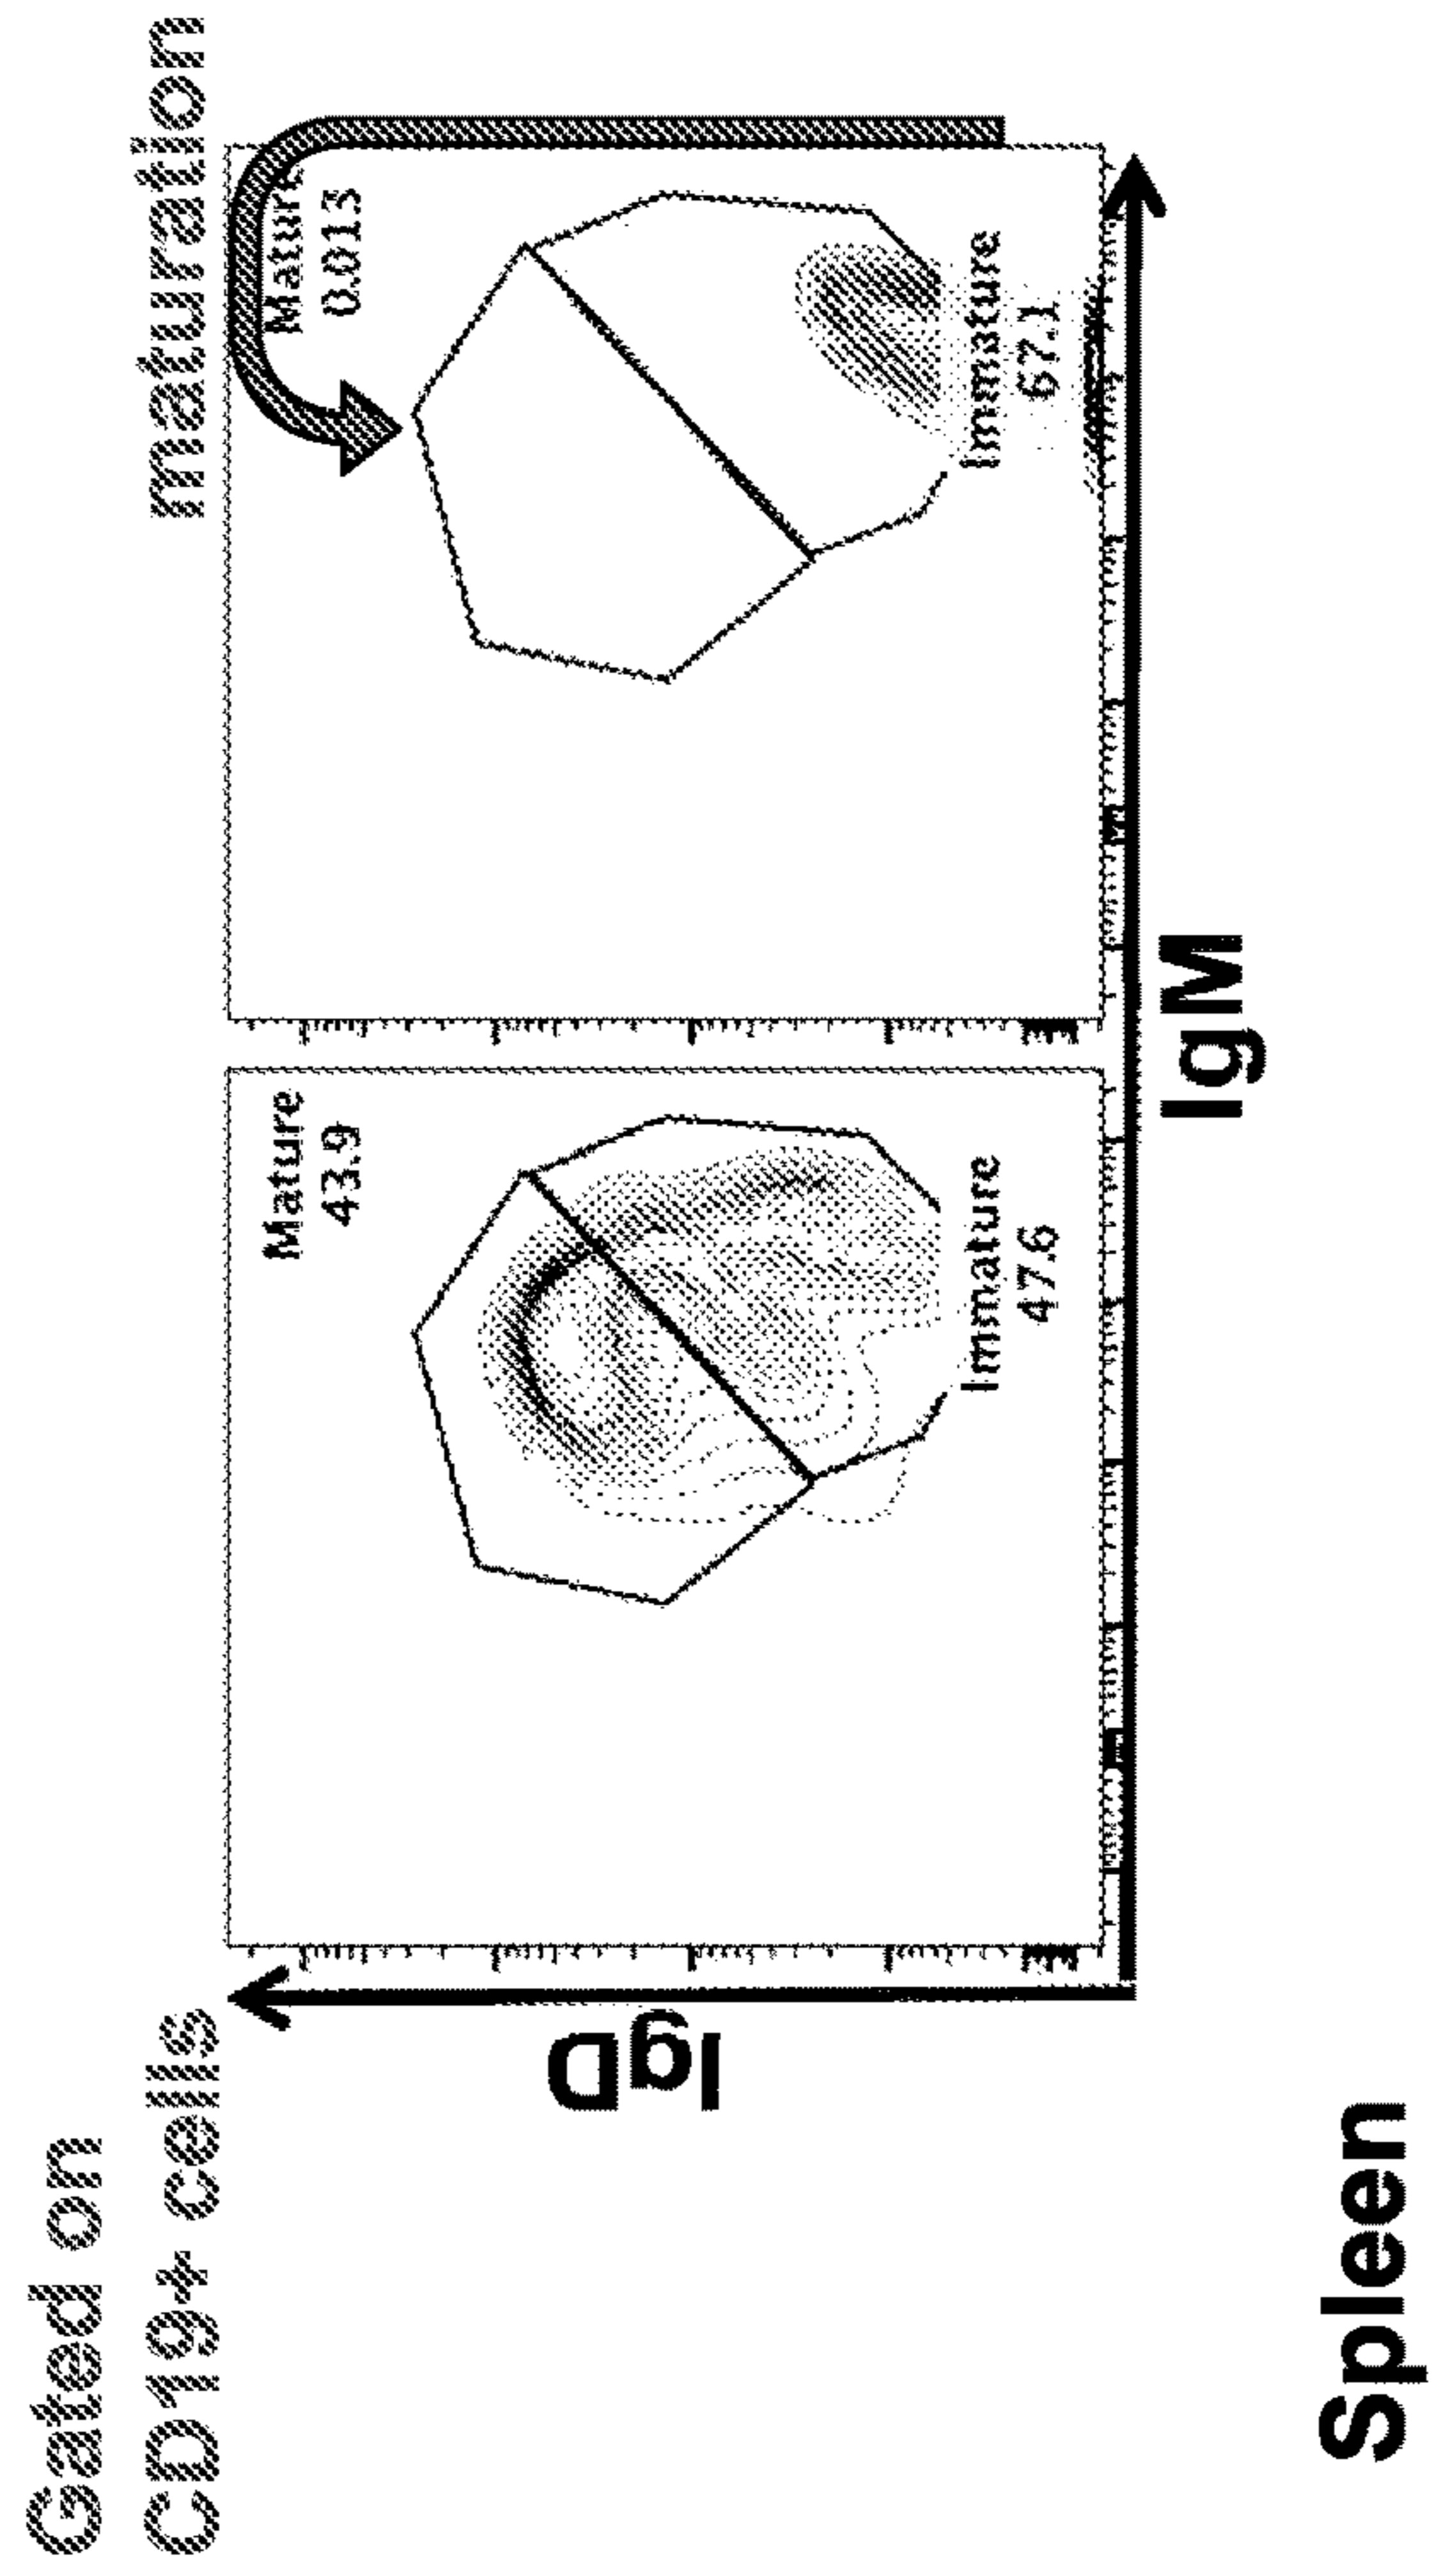 Gated on
CD19+ cells
maturation
IgD
Mature
43.9
Immature
47.6
Mature
0.013
Immature
67.1
IgM
Spleen